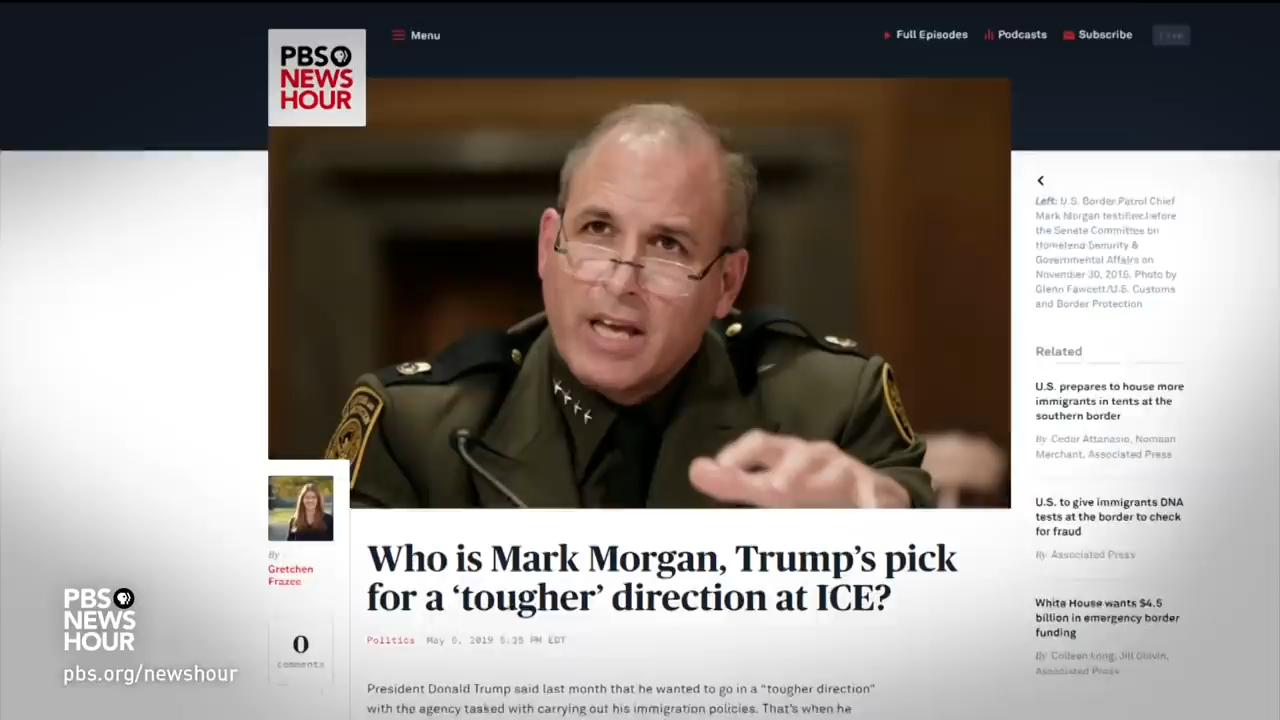 PBS
NEWS
HOUR
Menu
Full Episodes
Podcasts
Subscribe
Live
Left: U.S. Border Patrol Chief
Mark Morgan testifies before
the Senate Committee on
Homeland Security &
Governmental Affairs on
November 30, 2016. Photo by
Glenn Fawcett/U.S. Customs
and Border Protection
Related
U.S. prepares to house more
immigrants in tents at the
southern border
By Cedar Attanasio, Nomaan
Merchant, Associated Press
U.S. to give immigrants DNA
tests at the border to check
for fraud
By Associated Press
White House wants $4.5
billion in emergency border
funding
By Colleen Long, Jill Colvin,
Associated Press
By
Gretchen
Frazee
0
comments
Who is Mark Morgan, Trump's pick
for a ‘tougher’ direction at ICE?
Politics May 6, 2019 5:35 PM EDT
President Donald Trump said last month that he wanted to go in a “tougher direction”
with the agency tasked with carrying out his immigration policies. That's when he
PBS
NEWS
HOUR
pbs.org/newshour